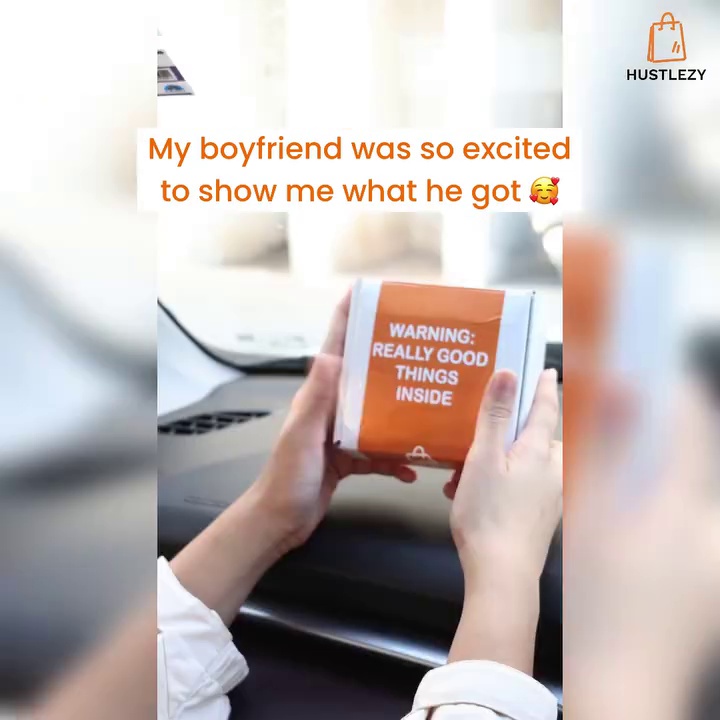 HUSTLEZY
My boyfriend was so excited
to show me what he got 🥰
WARNING:
REALLY GOOD
THINGS
INSIDE